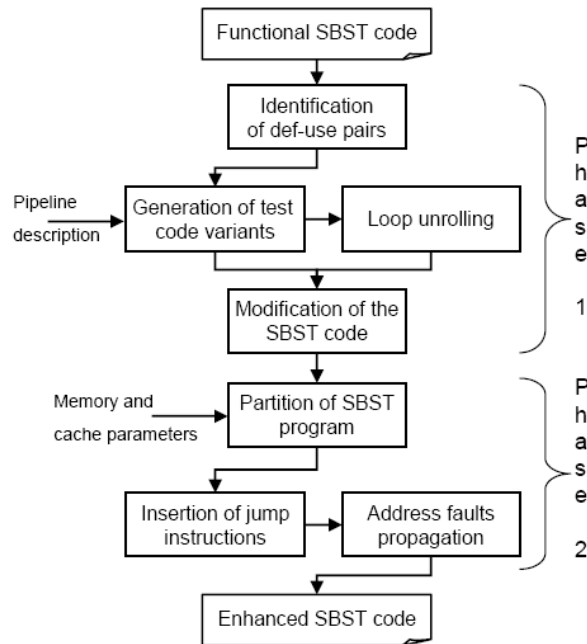 Functional SBST code
Identification
of def-use pairs
Pipeline
description
Generation of test
code variants
Loop unrolling
Modification of the
SBST code
Memory and
cache parameters
Partition of SBST
program
Insertion of jump
instructions
Address faults
propagation
Enhanced SBST code
P
h
a
s
e
1
P
h
a
s
e
2